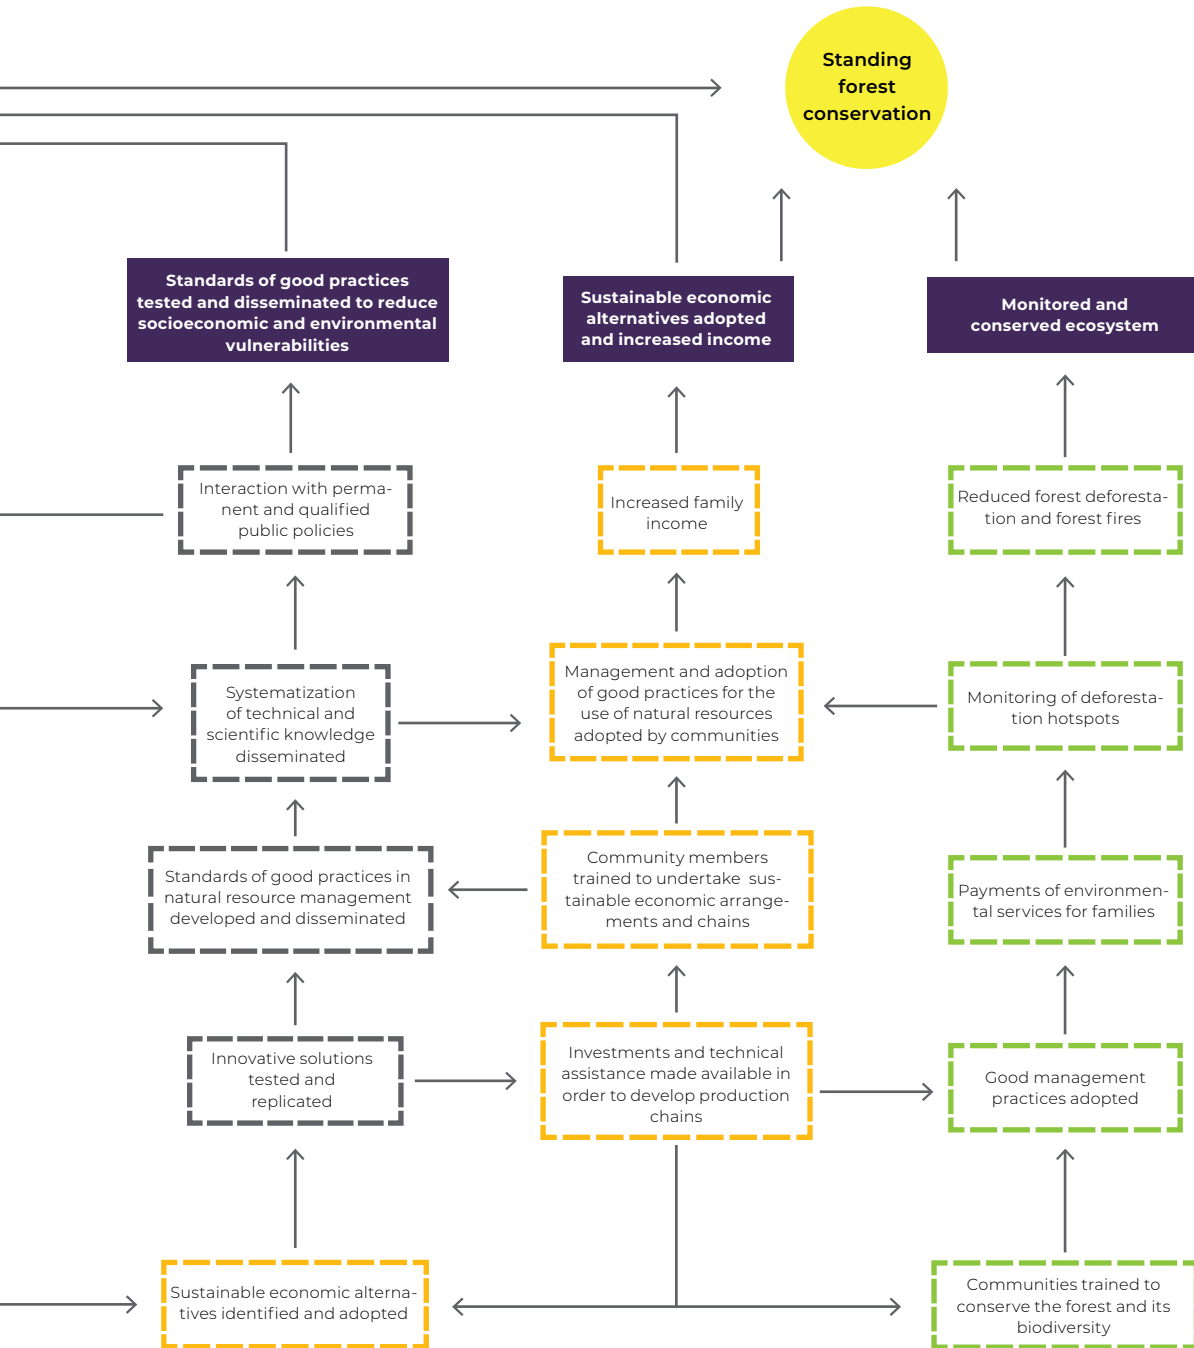 Standing
forest
conservation
Standards of good practices
tested and disseminated to reduce
socioeconomic and environmental
vulnerabilities
Sustainable economic
alternatives adopted
and increased income
Monitored and
conserved ecosystem
Interaction with perma-
nent and qualified
public policies
Increased family
income
Reduced forest deforesta-
tion and forest fires
Systematization
of technical and
scientific knowledge
disseminated
Management and adoption
of good practices for the
use of natural resources
adopted by communities
Monitoring of deforesta-
tion hotspots
Standards of good practices in
natural resource management
developed and disseminated
Community members
trained to undertake  sus-
tainable economic arrange-
ments and chains
Payments of environmen-
tal services for families
Innovative solutions
tested and
replicated
Investments and technical
assistance made available in
order to develop production
chains
Good management
practices adopted
Sustainable economic alterna-
tives identified and adopted
Communities trained to
conserve the forest and its
biodiversity